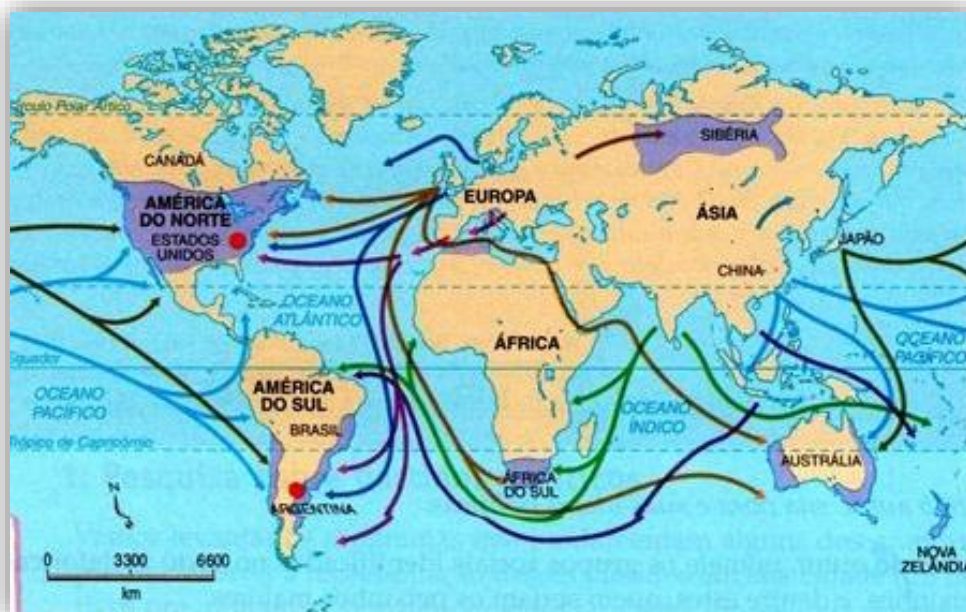 Círculo Polar Ártico
CANADÁ
AMÉRICA
DO NORTE
ESTADOS
UNIDOS
EUROPA
SIBÉRIA
ÁSIA
JAPÃO
CHINA
OCEANO
ATLÂNTICO
OCEANO
PACÍFICO
Equador
ÁFRICA
OCEANO
PACÍFICO
AMÉRICA
DO SUL
BRASIL
OCEANO
ÍNDICO
Trópico de Capricórnio
AUSTRÁLIA
ÁFRICA
DO SUL
N
ARGENTINA
0 3300 6600
km
NOVA
ZELÂNDIA